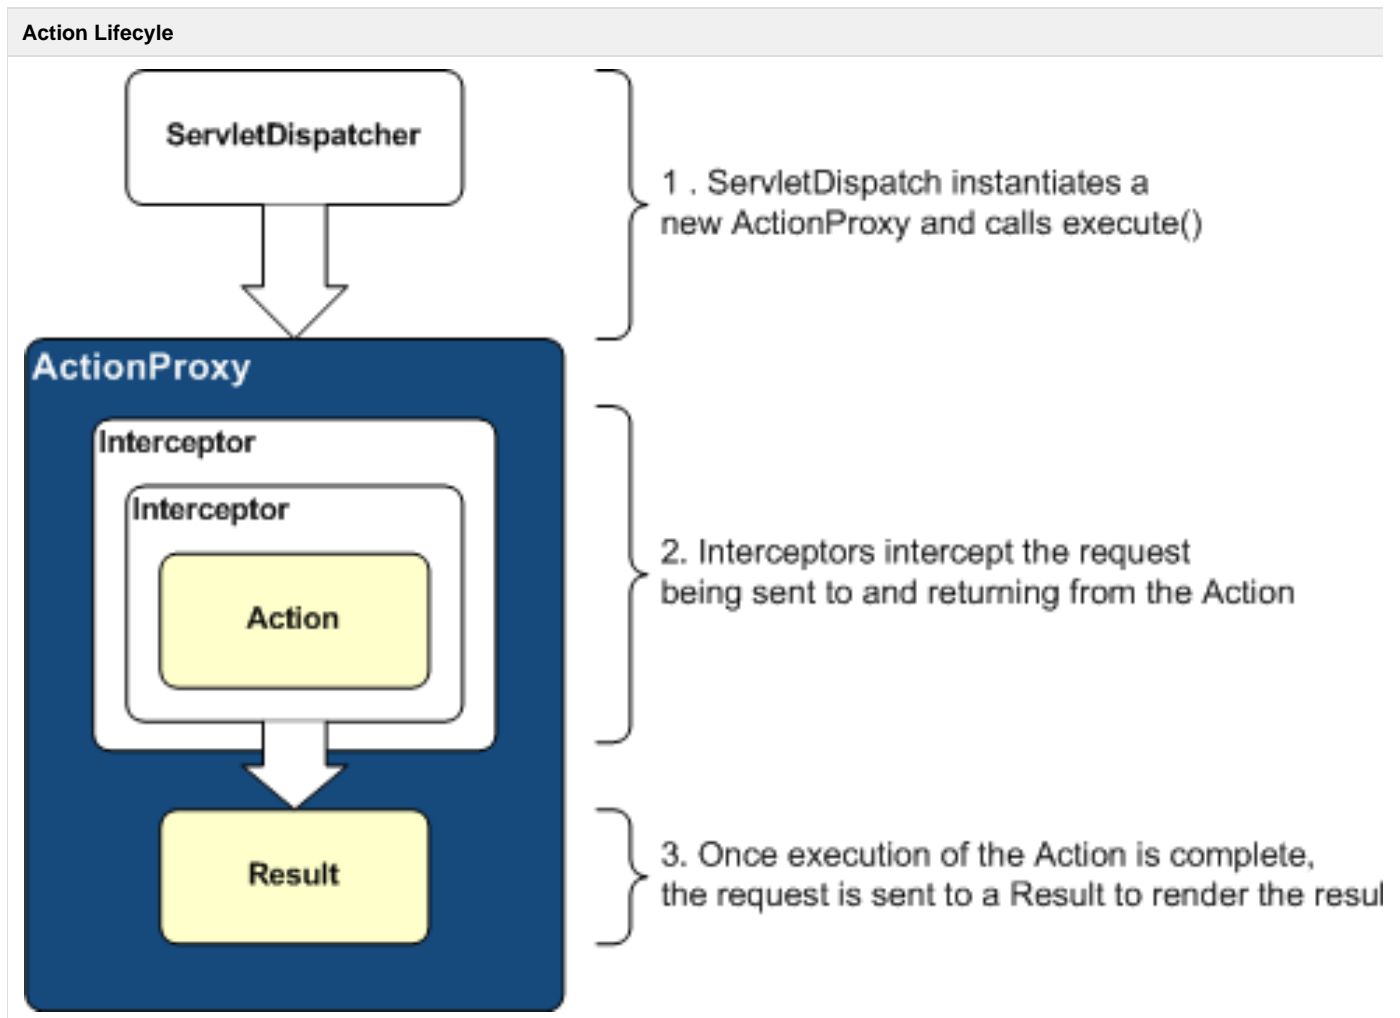 Action Lifecyle
ServletDispatcher
1 . ServletDispatch instantiates a
new ActionProxy and calls execute()
ActionProxy
Interceptor
Interceptor
Action
2. Interceptors intercept the request
being sent to and returning from the Action
Result
3. Once execution of the Action is complete,
the request is sent to a Result to render the resul